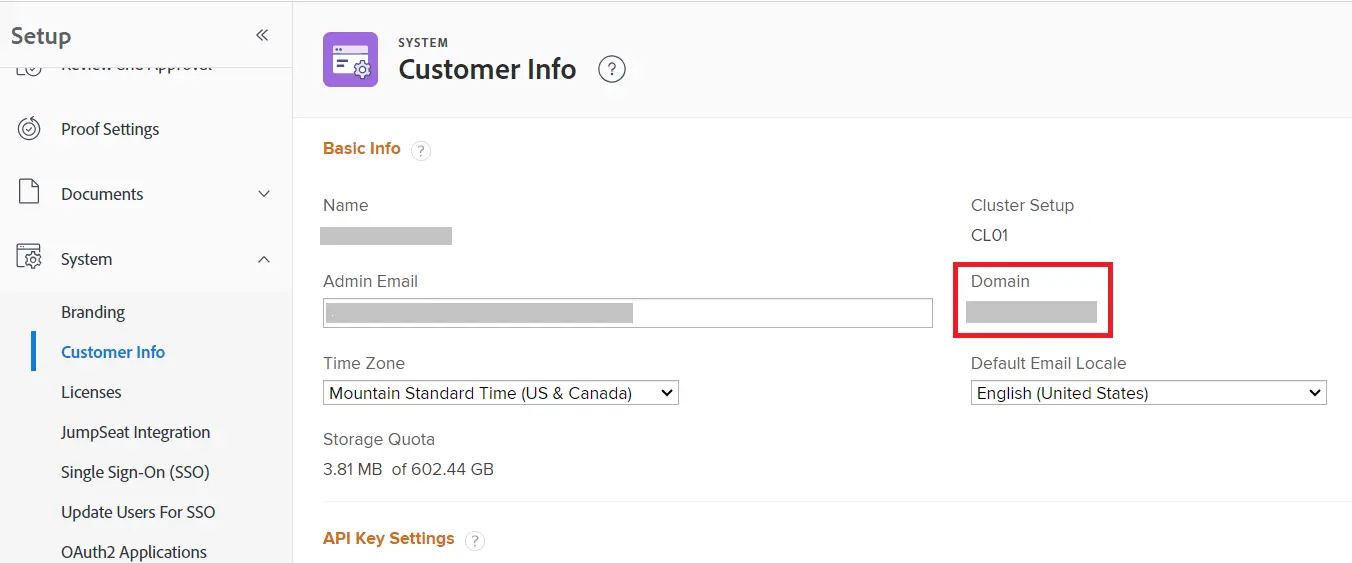 Setup
Review and Approval
Proof Settings
Documents
System
Branding
Customer Info
Licenses
JumpSeat Integration
Single Sign-On (SSO)
Update Users For SSO
OAuth2 Applications
SYSTEM
Customer Info ?
Basic Info ?
Name
Cluster Setup
CL01
Admin Email
Domain
Time Zone
Mountain Standard Time (US & Canada)
Default Email Locale
English (United States)
Storage Quota
3.81 MB of 602.44 GB
API Key Settings ?